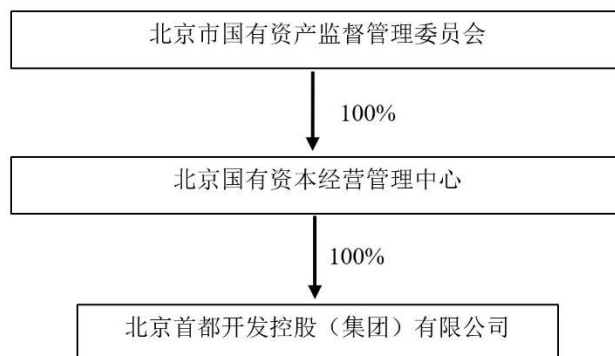 北京市国有资产监督管理委员会
100%
北京国有资本经营管理中心
100%
北京首都开发控股（集团）有限公司